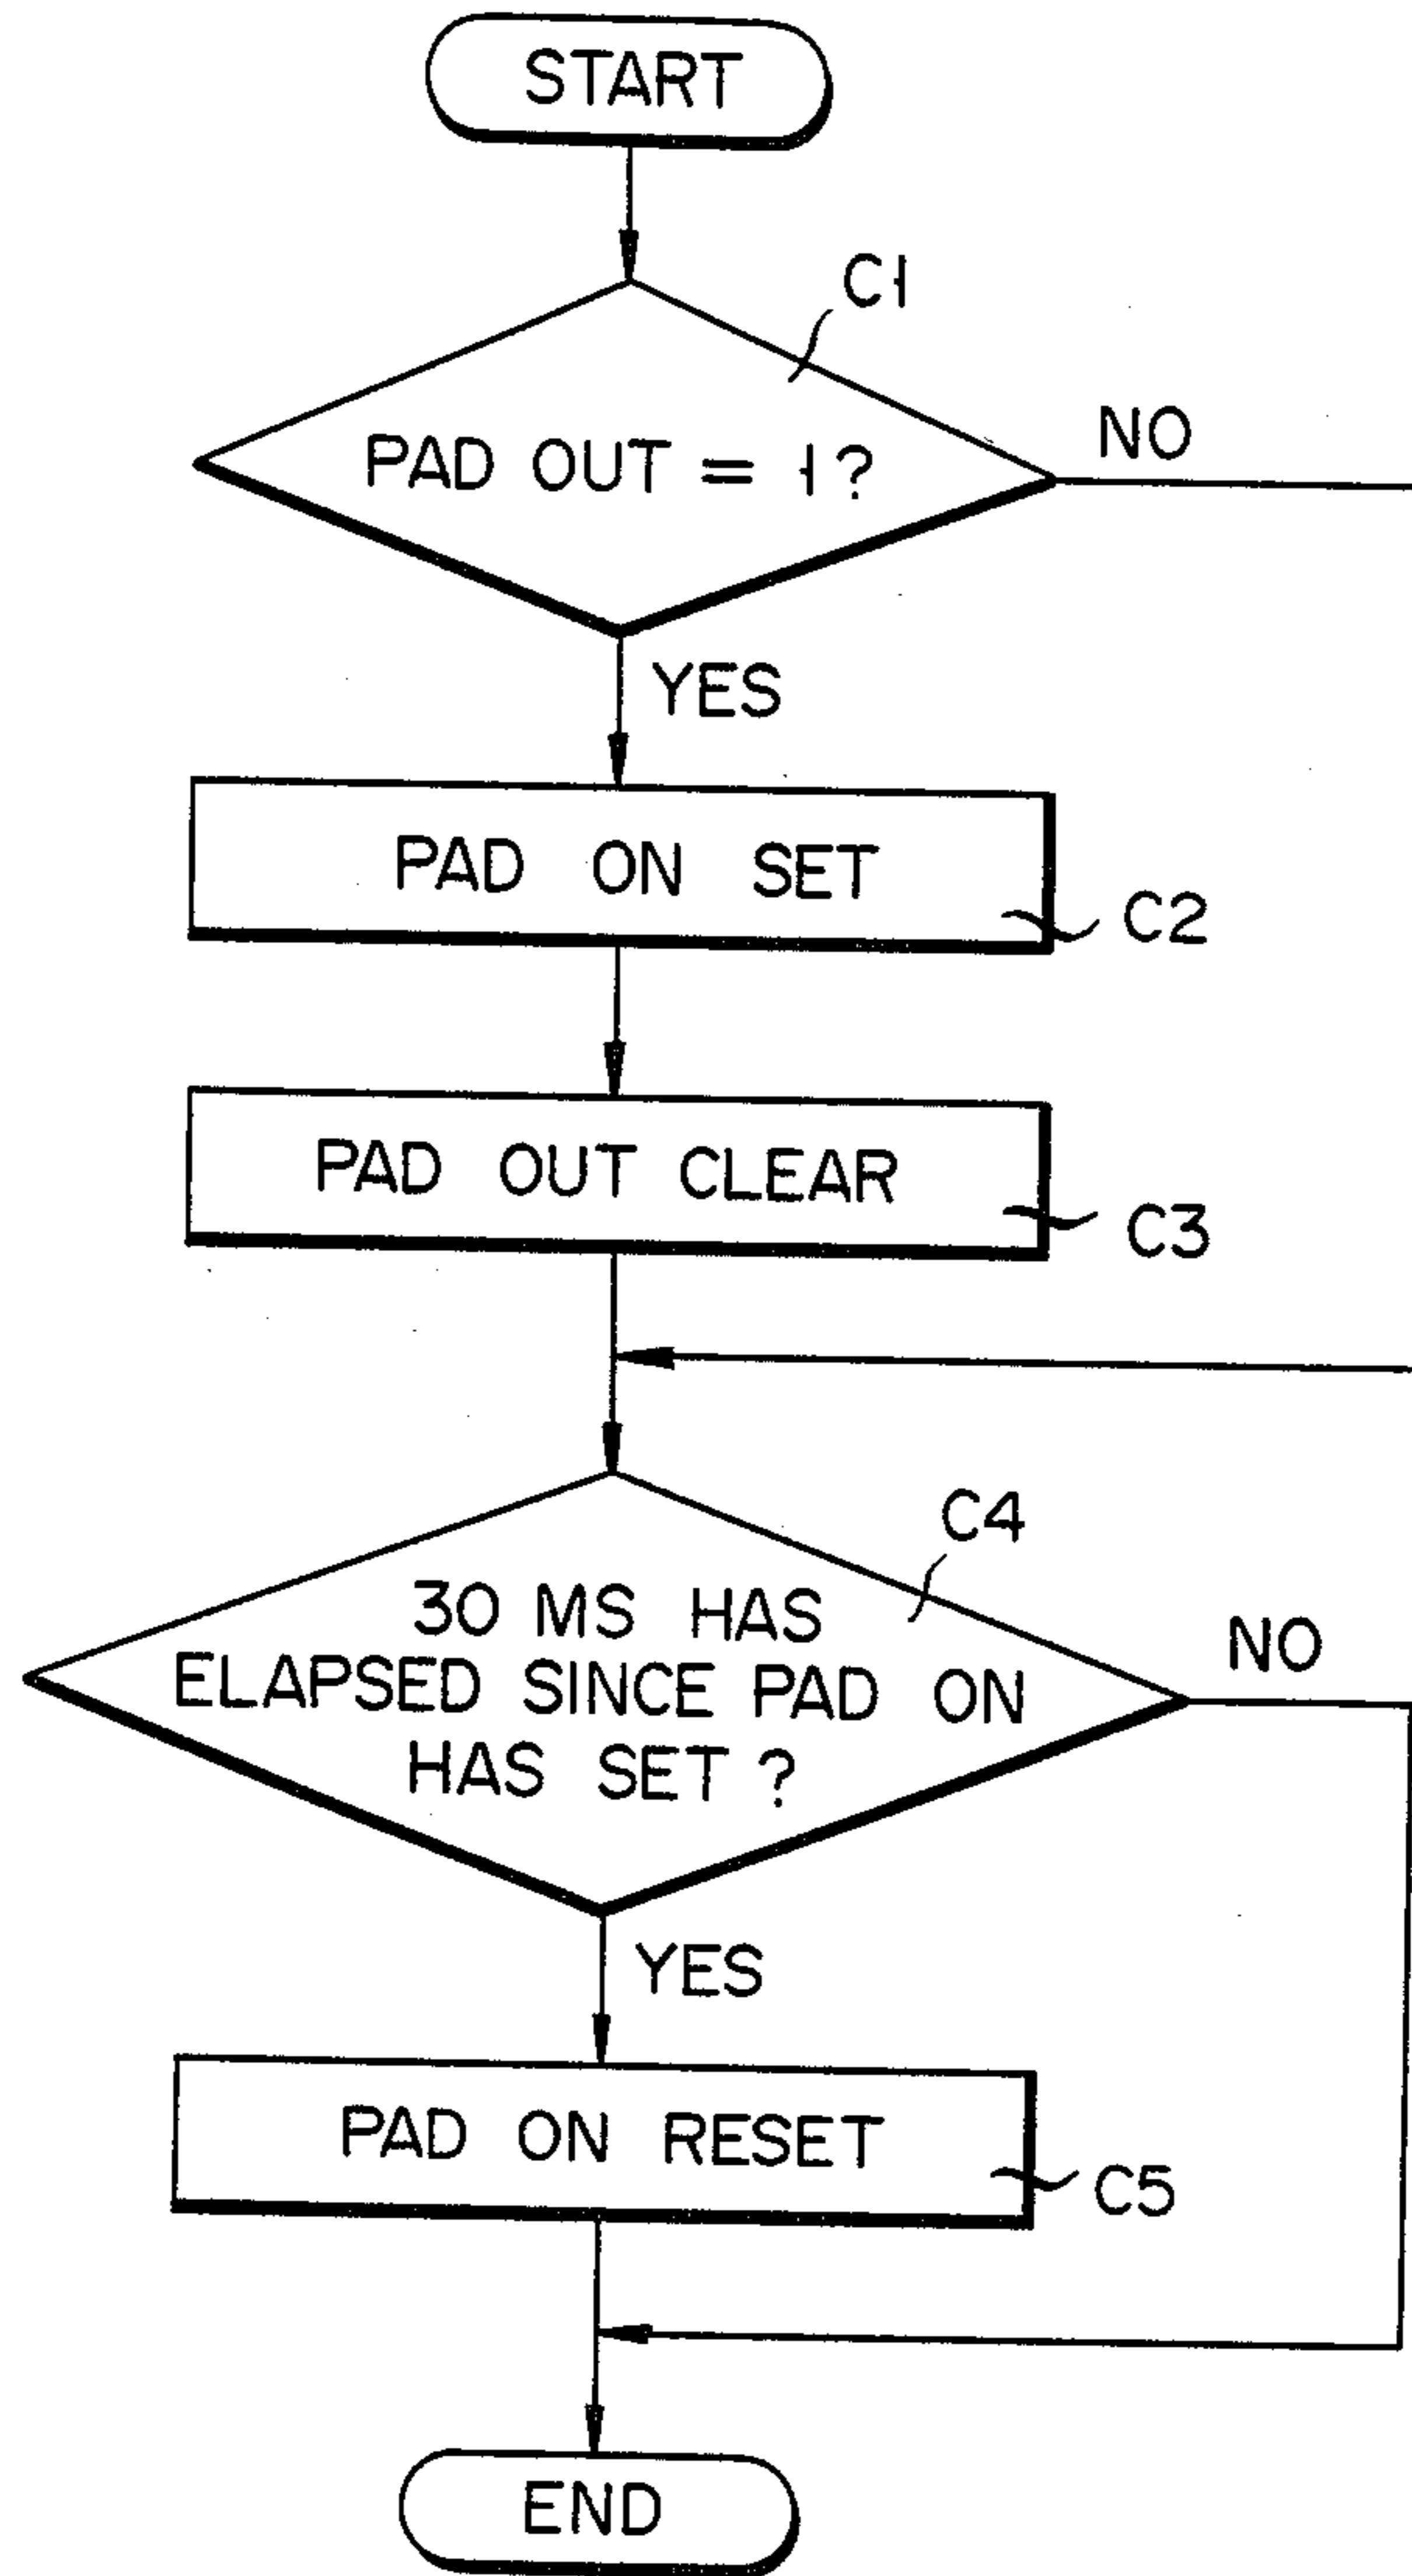 START
C1
PAD OUT = 1?
NO
YES
PAD ON SET
C2
PAD OUT CLEAR
C3
C4
30 MS HAS
ELAPSED SINCE PAD ON
HAS SET ?
NO
YES
PAD ON RESET
C5
END